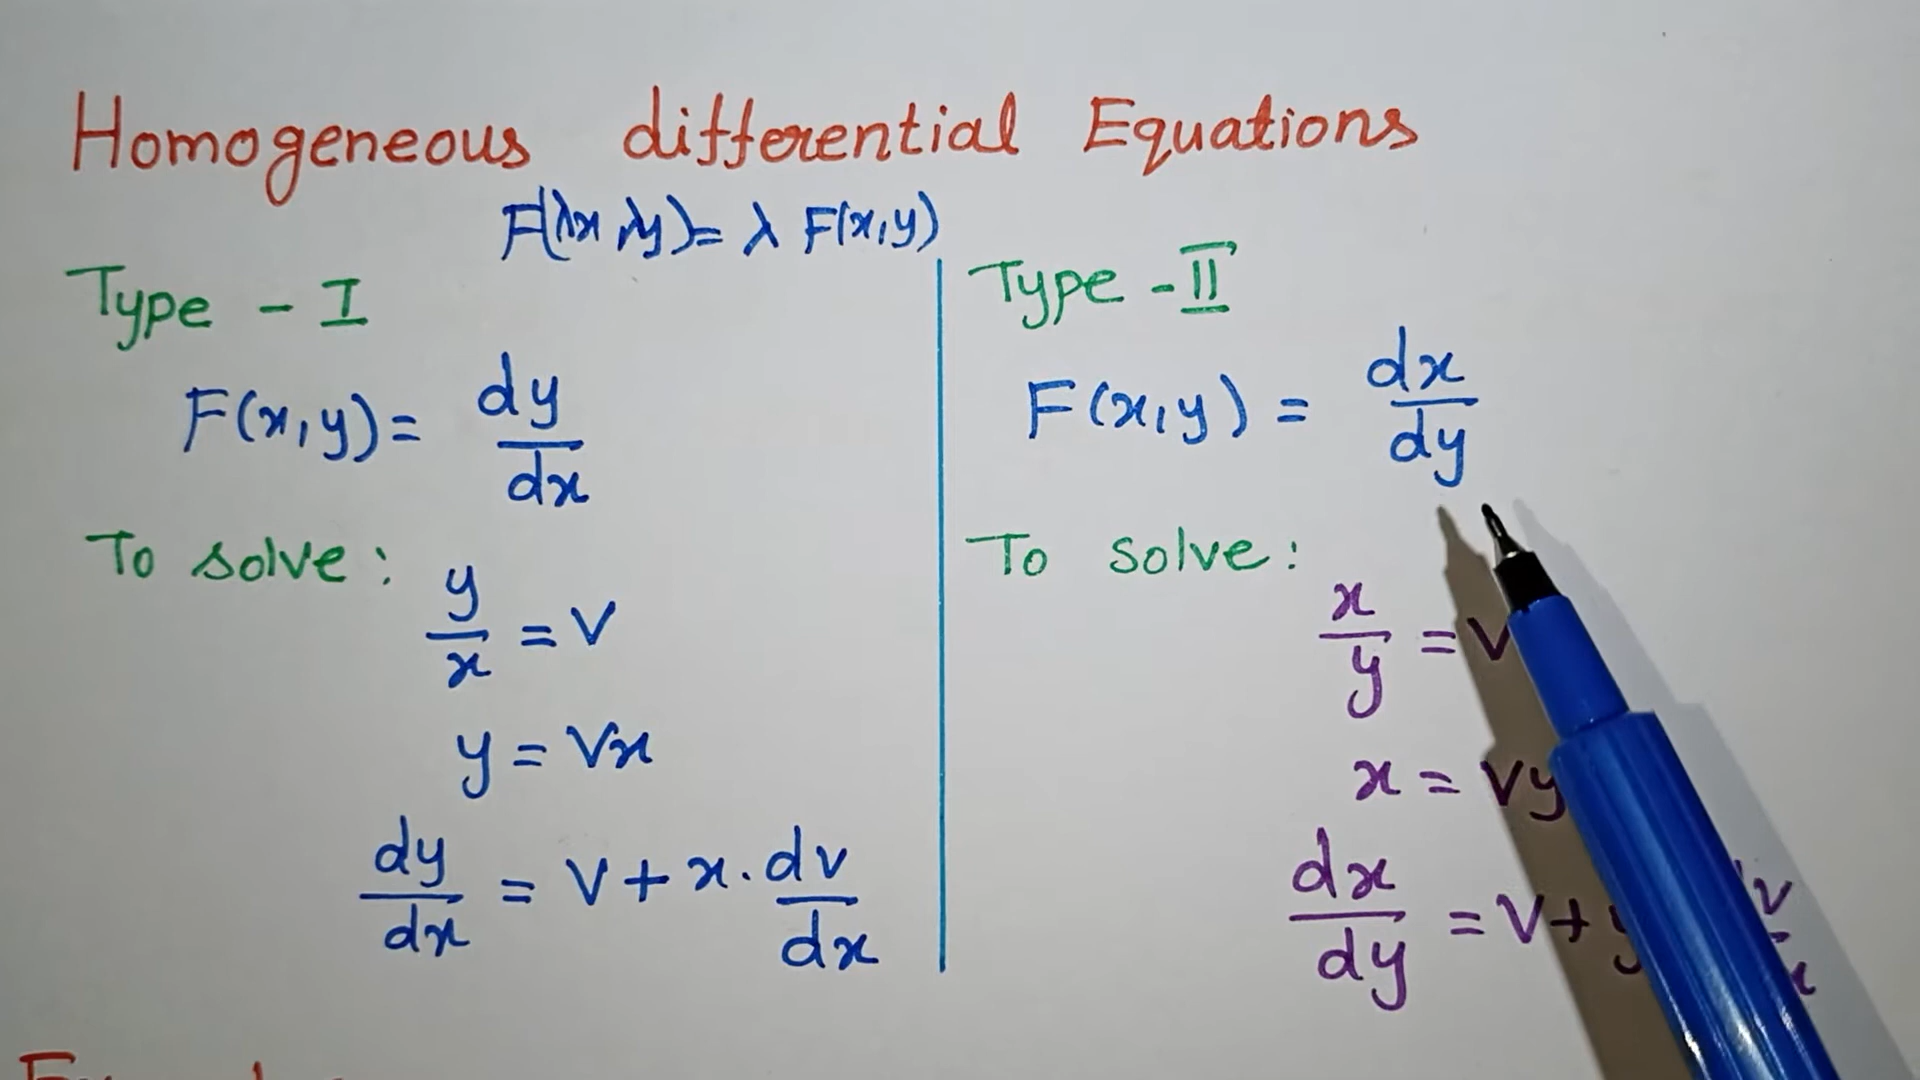 Homogeneous differential Equations
F(λx, λy) = λ F(x, y)
Type - I
F(x, y) = dy/dx
To solve:
y/x = v
y = vx
dy/dx = v + x . dv/dx
Type - II
F(x, y) = dx/dy
To solve:
x/y = v
x = vy
dx/dy = v + y